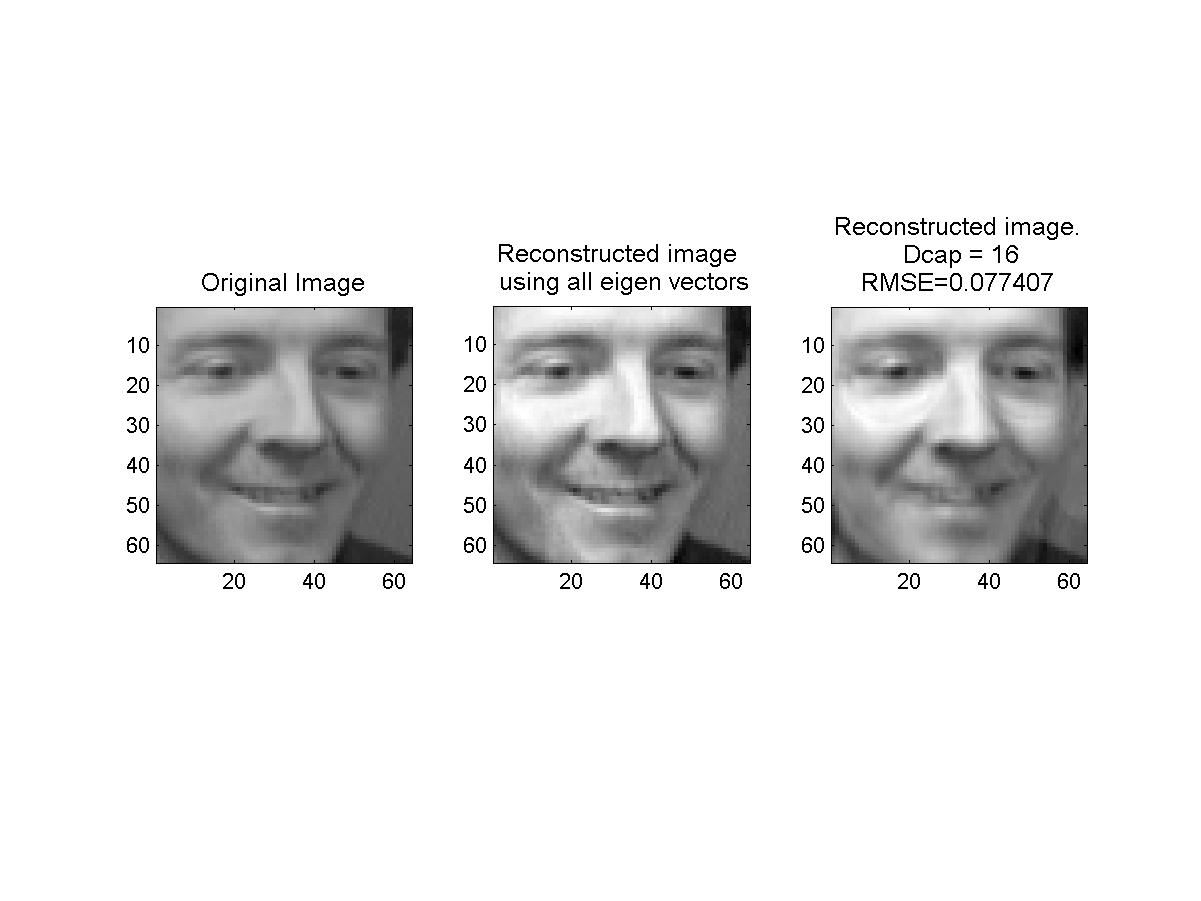 Original Image
10
20
30
40
50
60
20 40 60
Reconstructed image
using all eigen vectors
10
20
30
40
50
60
20 40 60
Reconstructed image.
Dcap = 16
RMSE=0.077407
10
20
30
40
50
60
20 40 60